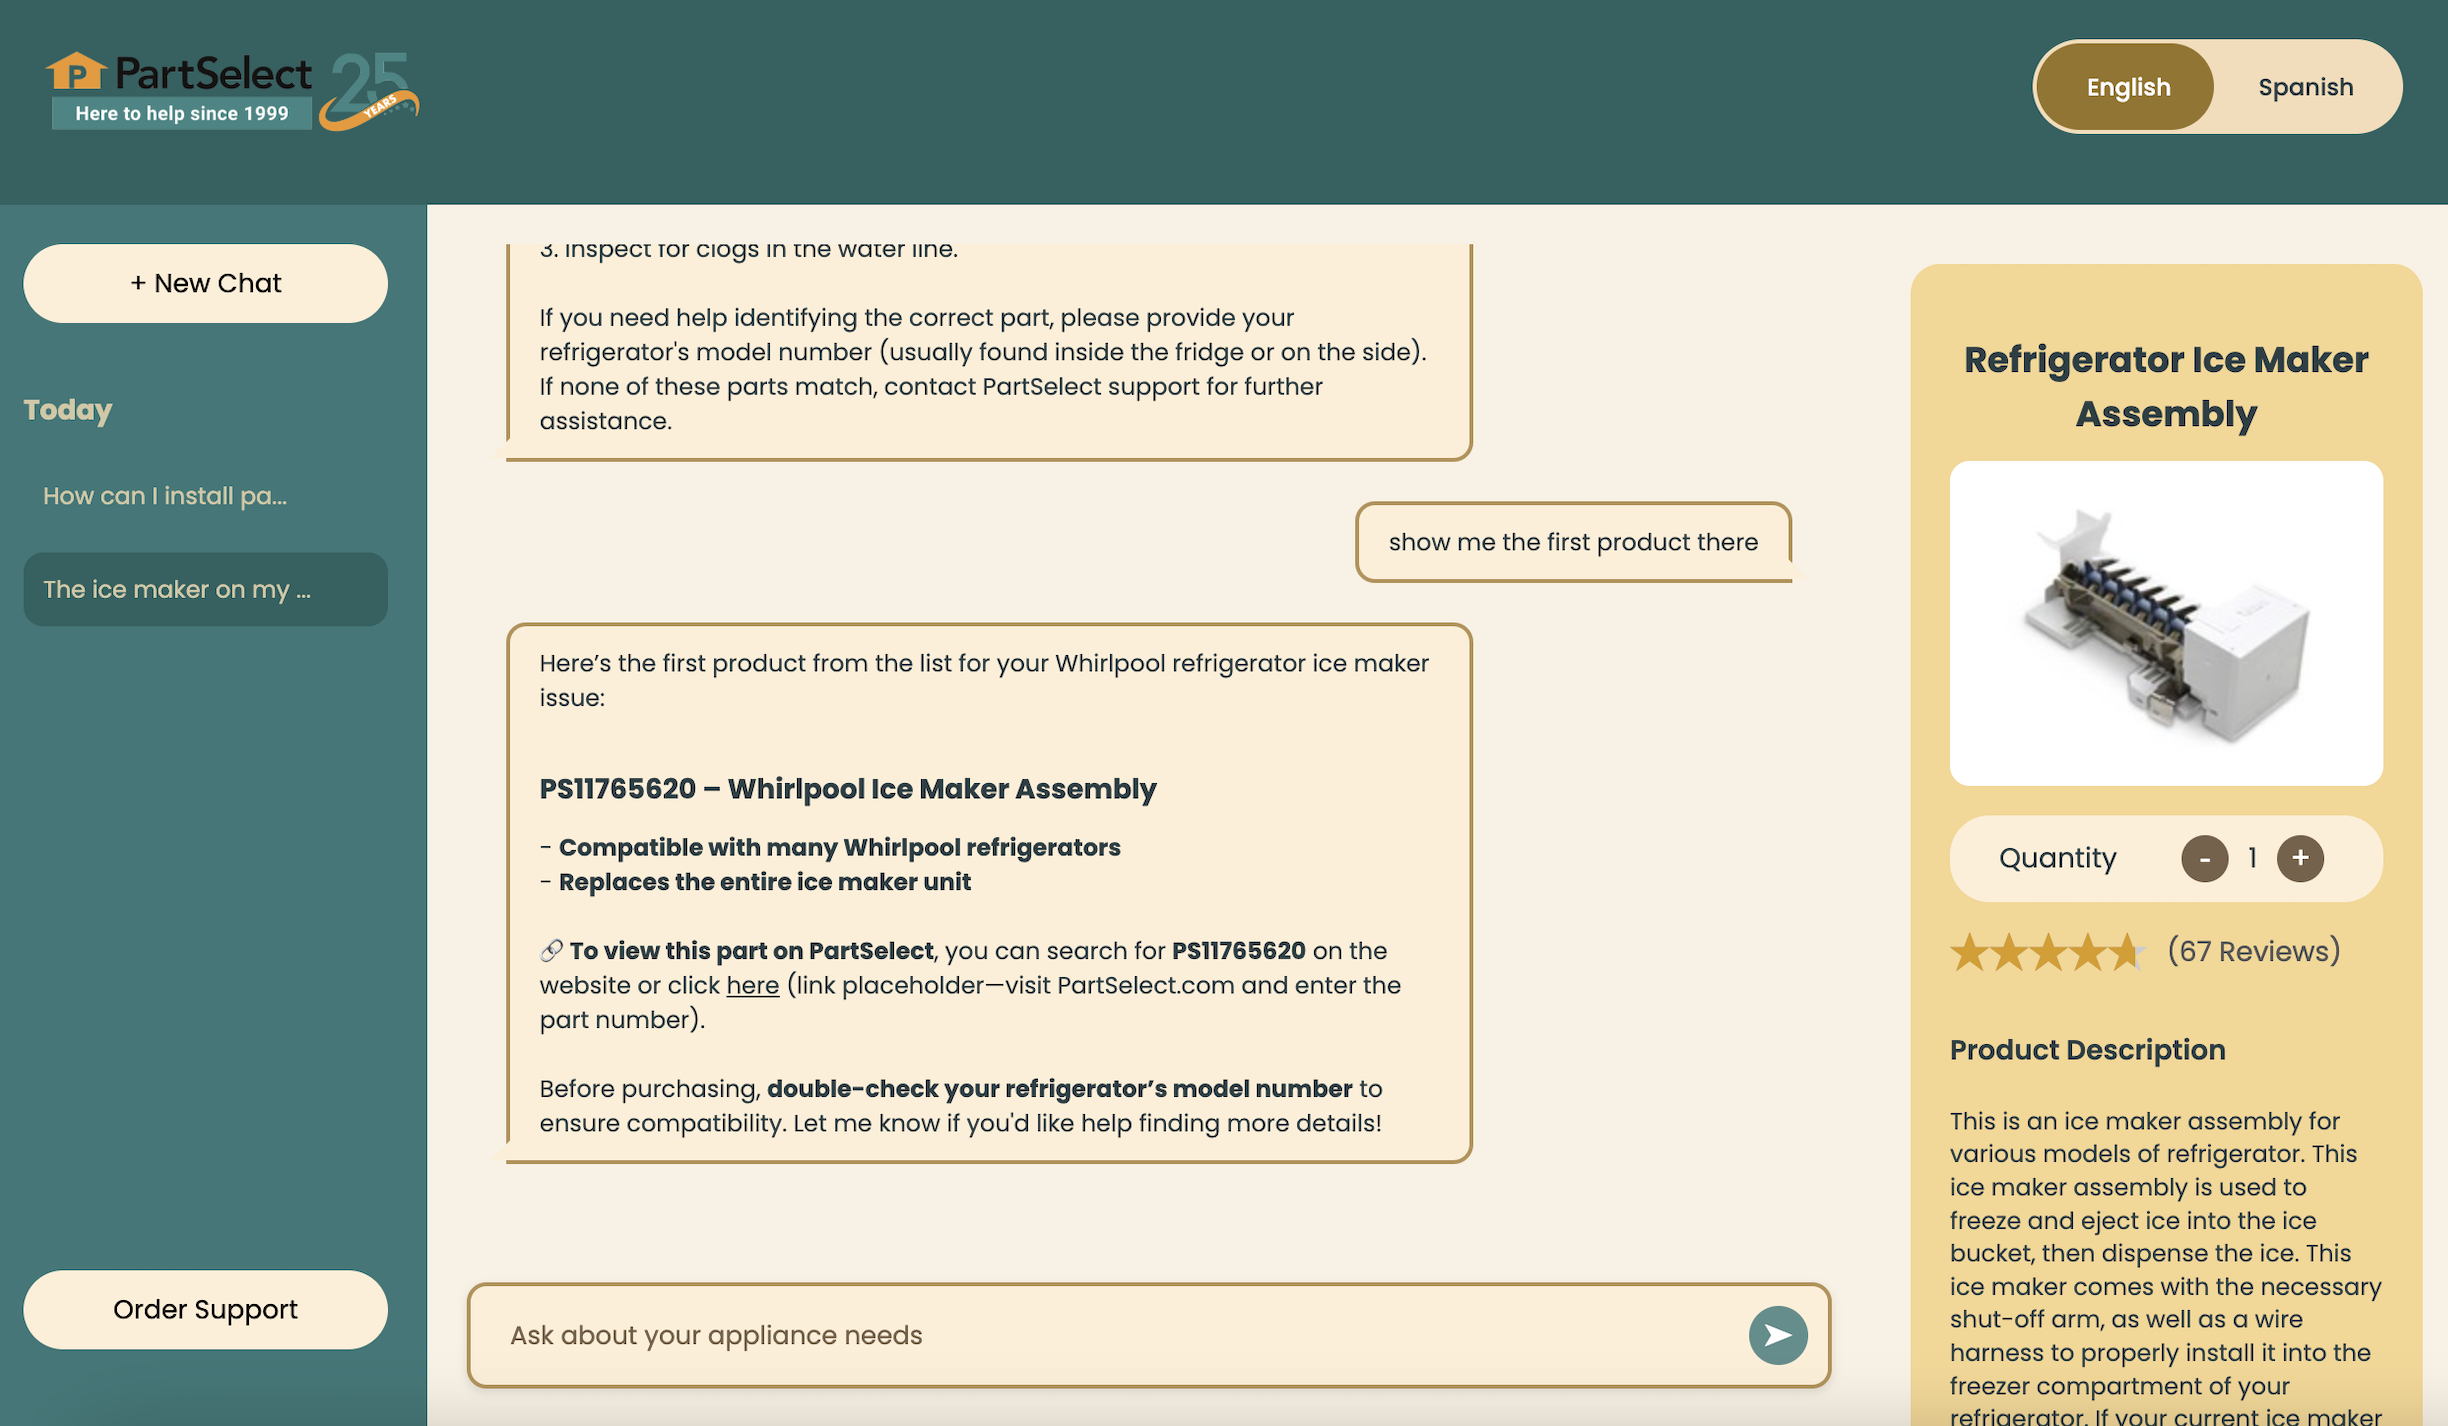 P PartSelect 25
YEARS
Here to help since 1999
English Spanish
+ New Chat
Today
How can I install pa...
The ice maker on my ...
Order Support
3. Inspect for clogs in the water line.
If you need help identifying the correct part, please provide your
refrigerator's model number (usually found inside the fridge or on the side).
If none of these parts match, contact PartSelect support for further
assistance.
show me the first product there
Here’s the first product from the list for your Whirlpool refrigerator ice maker
issue:
PS11765620 – Whirlpool Ice Maker Assembly
- Compatible with many Whirlpool refrigerators
- Replaces the entire ice maker unit
🔗 To view this part on PartSelect, you can search for PS11765620 on the
website or click here (link placeholder—visit PartSelect.com and enter the
part number).
Before purchasing, double-check your refrigerator’s model number to
ensure compatibility. Let me know if you'd like help finding more details!
Ask about your appliance needs
Refrigerator Ice Maker
Assembly
Quantity - 1 +
(67 Reviews)
Product Description
This is an ice maker assembly for
various models of refrigerator. This
ice maker assembly is used to
freeze and eject ice into the ice
bucket, then dispense the ice. This
ice maker comes with the necessary
shut-off arm, as well as a wire
harness to properly install it into the
freezer compartment of your
refrigerator. If your current ice maker